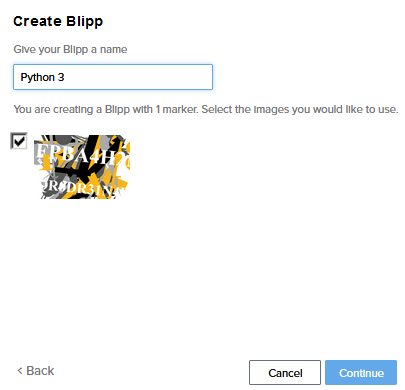 Create Blipp
Give your Blipp a name
Python 3
You are creating a Blipp with 1 marker. Select the images you would like to use.
< Back
Cancel
Continue